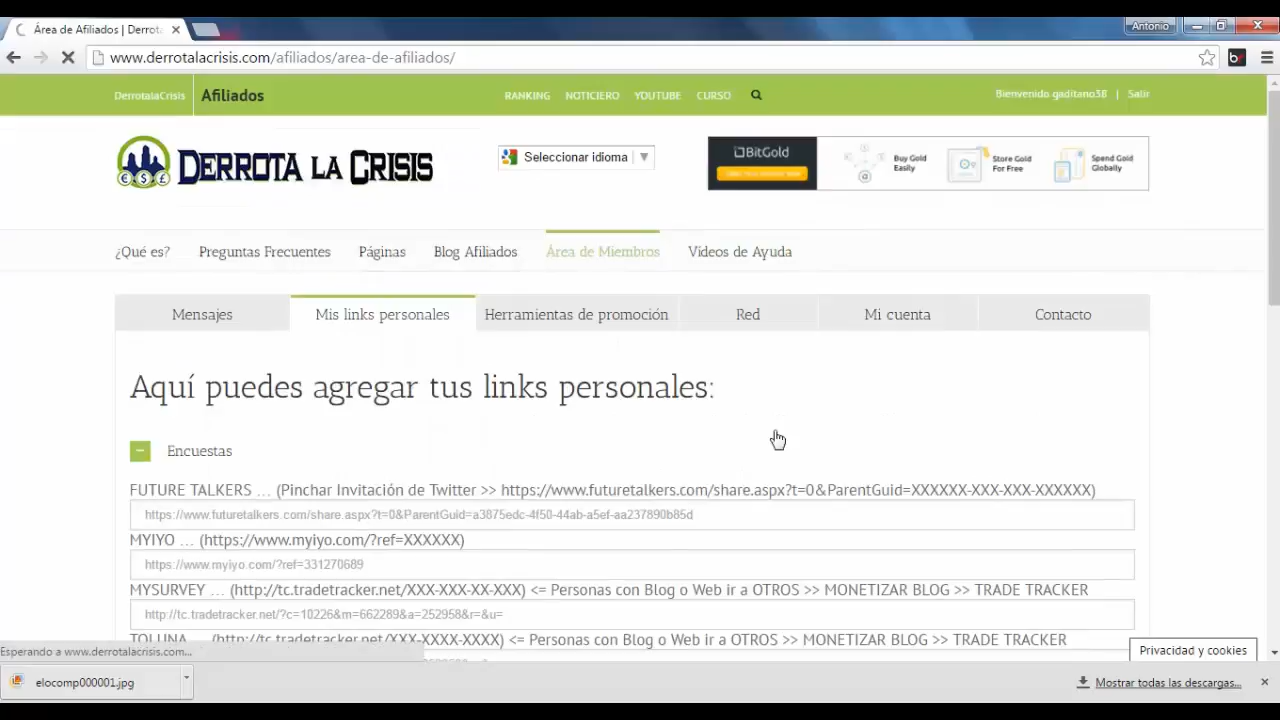 Área de Afiliados | Derrot
Antonio
www.derrotalacrisis.com/afiliados/area-de-afiliados/
DerrotalaCrisis Afiliados RANKING NOTICIERO YOUTUBE CURSO Bienvenido gaditano38 | Salir
DERROTA LA CRISIS
Seleccionar idioma
BitGold
Buy Gold Easily
Store Gold For Free
Spend Gold Globally
¿Qué es? Preguntas Frecuentes Páginas Blog Afiliados Área de Miembros Vídeos de Ayuda
Mensajes Mis links personales Herramientas de promoción Red Mi cuenta Contacto
Aquí puedes agregar tus links personales:
Encuestas
FUTURE TALKERS ... (Pinchar Invitación de Twitter >> https://www.futuretalkers.com/share.aspx?t=0&ParentGuid=XXXXXX-XXX-XXX-XXXXXX)
https://www.futuretalkers.com/share.aspx?t=0&ParentGuid=a3875edc-4f50-44ab-a5ef-aa237890b85d
MYIYO ... (https://www.myiyo.com/?ref=XXXXXX)
https://www.myiyo.com/?ref=331270689
MYSURVEY ... (http://tc.tradetracker.net/XXX-XXX-XX-XXX) <= Personas con Blog o Web ir a OTROS >> MONETIZAR BLOG >> TRADE TRACKER
http://tc.tradetracker.net/?c=10226&m=662289&a=252958&r=&u=
TOLUNA ... (http://tc.tradetracker.net/XXX-XXXX-XXXX) <= Personas con Blog o Web ir a OTROS >> MONETIZAR BLOG >> TRADE TRACKER
Privacidad y cookies
Esperando a www.derrotalacrisis.com...
elocomp000001.jpg
Mostrar todas las descargas...